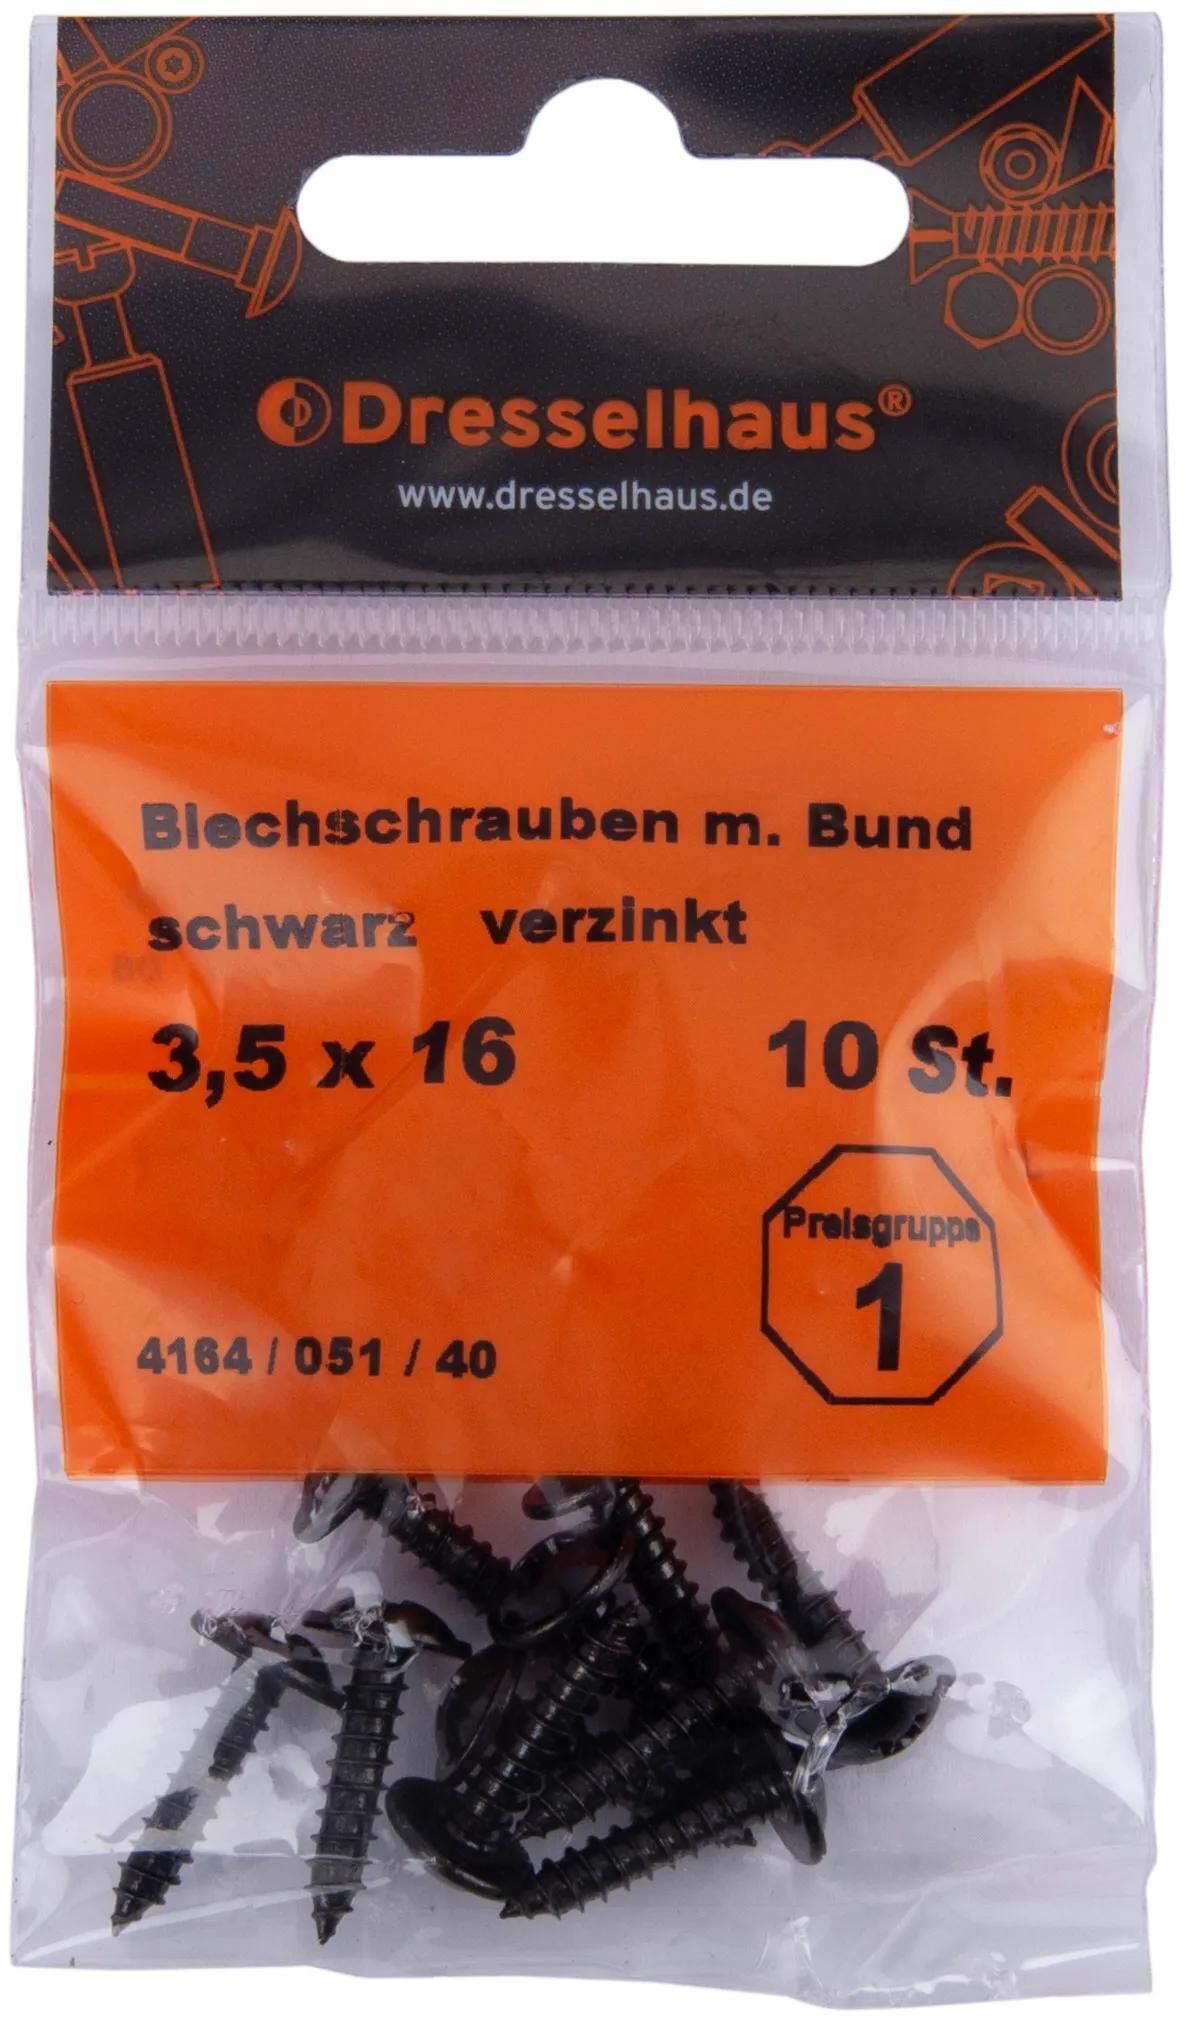 Dresselhaus®
www.dresselhaus.de
Blechschrauben m. Bund
schwarz verzinkt
3,5 x 16 10 St.
Preisgruppe
1
4164 / 051 / 40